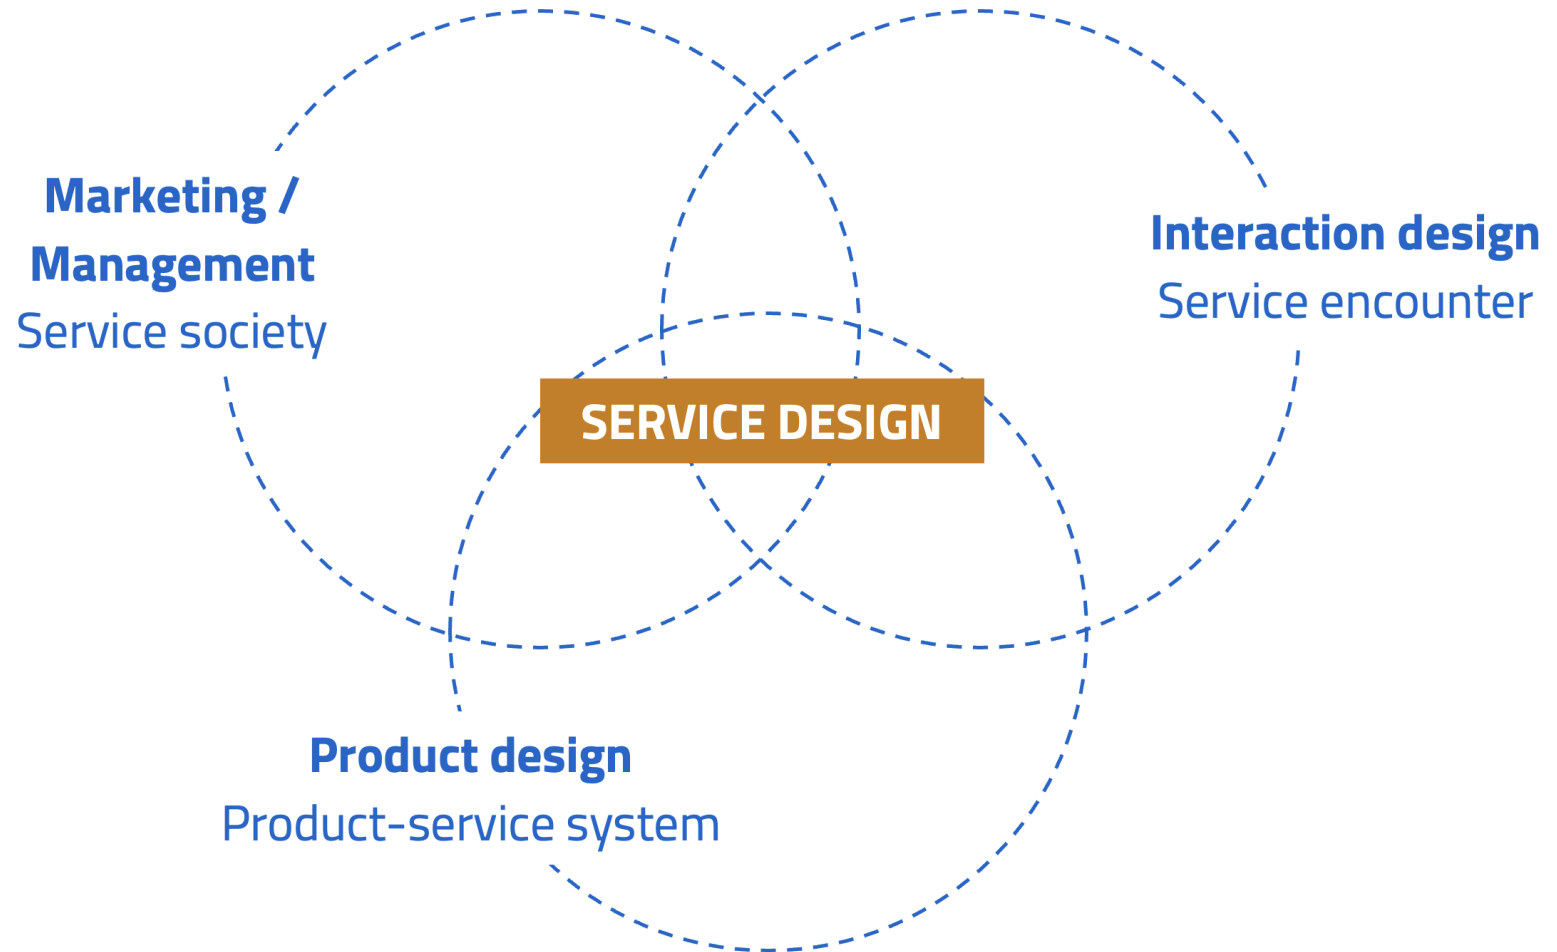 Marketing /
Management
Service society
Interaction design
Service encounter
SERVICE DESIGN
Product design
Product-service system